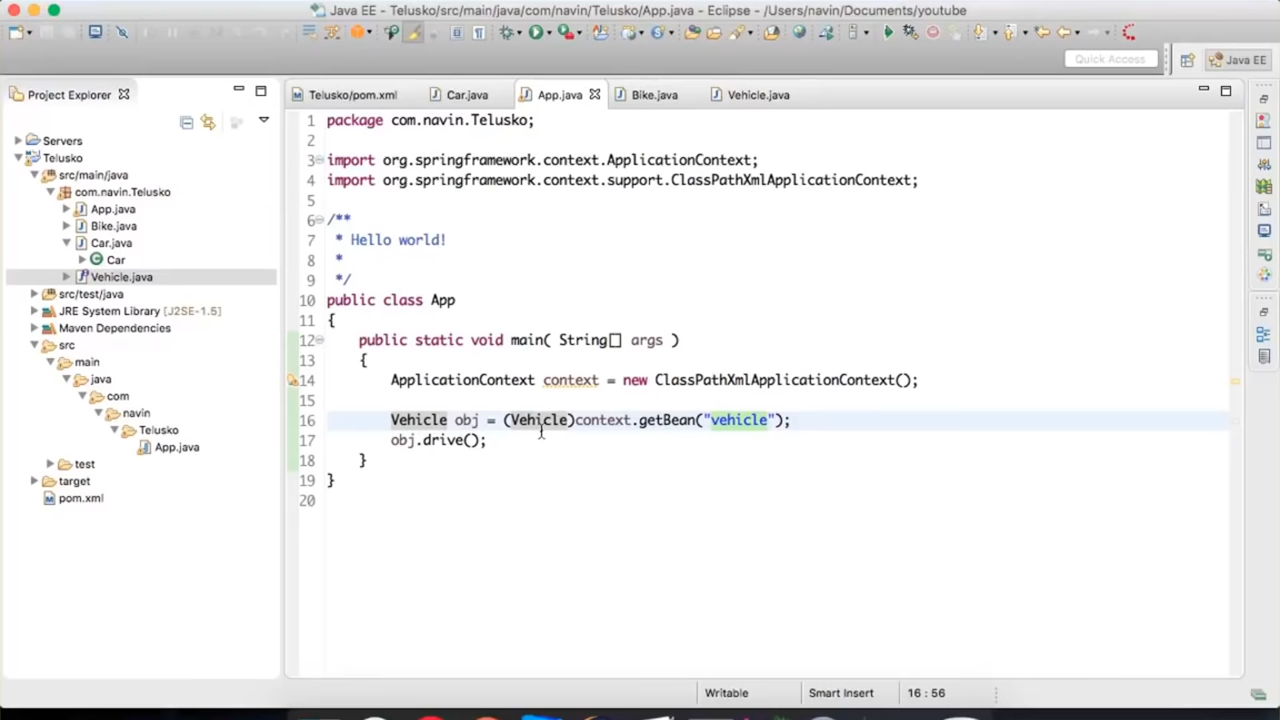 Java EE - Telusko/src/main/java/com/navin/Telusko/App.java - Eclipse - /Users/navin/Documents/youtube
Quick Access
Java EE
Project Explorer
Servers
Telusko
src/main/java
com.navin.Telusko
App.java
Bike.java
Car.java
Car
Vehicle.java
src/test/java
JRE System Library [J2SE-1.5]
Maven Dependencies
src
main
java
com
navin
Telusko
App.java
test
target
pom.xml
Telusko/pom.xml
Car.java
App.java
Bike.java
Vehicle.java
1 package com.navin.Telusko;
2
3 import org.springframework.context.ApplicationContext;
4 import org.springframework.context.support.ClassPathXmlApplicationContext;
5
6 /**
7 * Hello world!
8 *
9 */
10 public class App
11 {
12 public static void main( String[] args )
13 {
14 ApplicationContext context = new ClassPathXmlApplicationContext();
15
16 Vehicle obj = (Vehicle)context.getBean("vehicle");
17 obj.drive();
18 }
19 }
20
Writable
Smart Insert
16 : 56